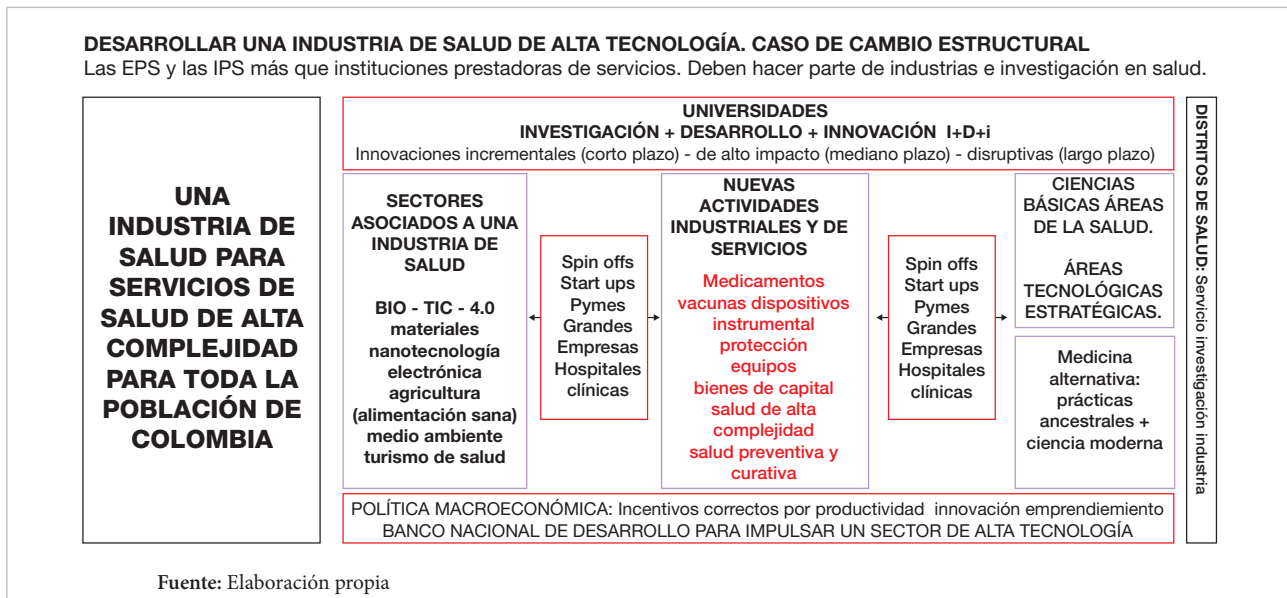 DESARROLLAR UNA INDUSTRIA DE SALUD DE ALTA TECNOLOGÍA. CASO DE CAMBIO ESTRUCTURAL
Las EPS y las IPS más que instituciones prestadoras de servicios. Deben hacer parte de industrias e investigación en salud.
UNA
INDUSTRIA DE
SALUD PARA
SERVICIOS DE
SALUD DE ALTA
COMPLEJIDAD
PARA TODA LA
POBLACIÓN DE
COLOMBIA
UNIVERSIDADES
INVESTIGACIÓN + DESARROLLO + INNOVACIÓN I+D+i
Innovaciones incrementales (corto plazo) - de alto impacto (mediano plazo) - disruptivas (largo plazo)
SECTORES
ASOCIADOS A UNA
INDUSTRIA DE
SALUD
BIO - TIC - 4.0
materiales
nanotecnología
electrónica
agricultura
(alimentación sana)
medio ambiente
turismo de salud
Spin offs
Start ups
Pymes
Grandes
Empresas
Hospitales
clínicas
NUEVAS
ACTIVIDADES
INDUSTRIALES Y DE
SERVICIOS
Medicamentos
vacunas dispositivos
instrumental
protección
equipos
bienes de capital
salud de alta
complejidad
salud preventiva y
curativa
Spin offs
Start ups
Pymes
Grandes
Empresas
Hospitales
clínicas
CIENCIAS
BÁSICAS ÁREAS
DE LA SALUD.
ÁREAS
TECNOLÓGICAS
ESTRATÉGICAS.
Medicina
alternativa:
prácticas
ancestrales +
ciencia moderna
POLÍTICA MACROECONÓMICA: Incentivos correctos por productividad innovación emprendimiento
BANCO NACIONAL DE DESARROLLO PARA IMPULSAR UN SECTOR DE ALTA TECNOLOGÍA
DISTRITOS DE SALUD: Servicio investigación industria
Fuente: Elaboración propia